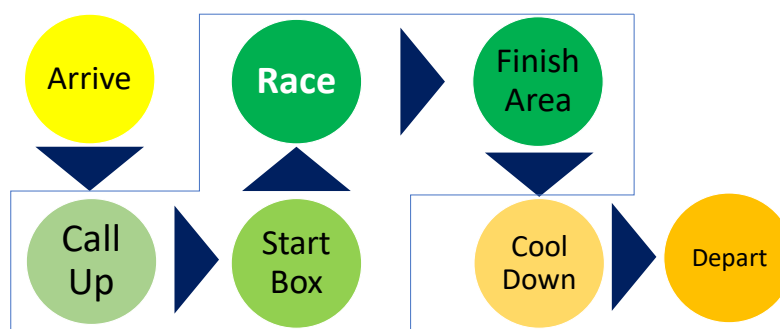 Arrive
Call
Up
Start
Box
Race
Finish
Area
Cool
Down
Depart